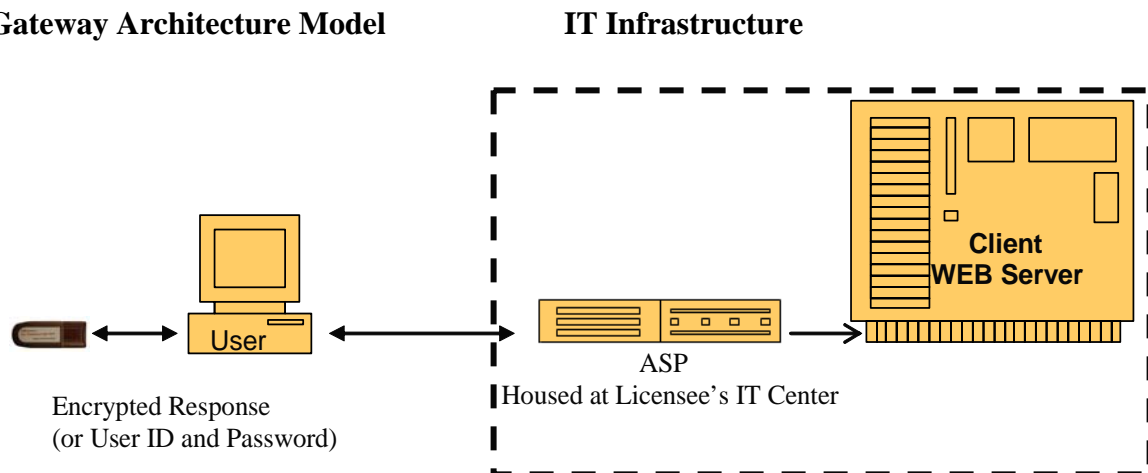 Gateway Architecture Model
IT Infrastructure
Client
WEB Server
User
ASP
Housed at Licensee's IT Center
Encrypted Response
(or User ID and Password)